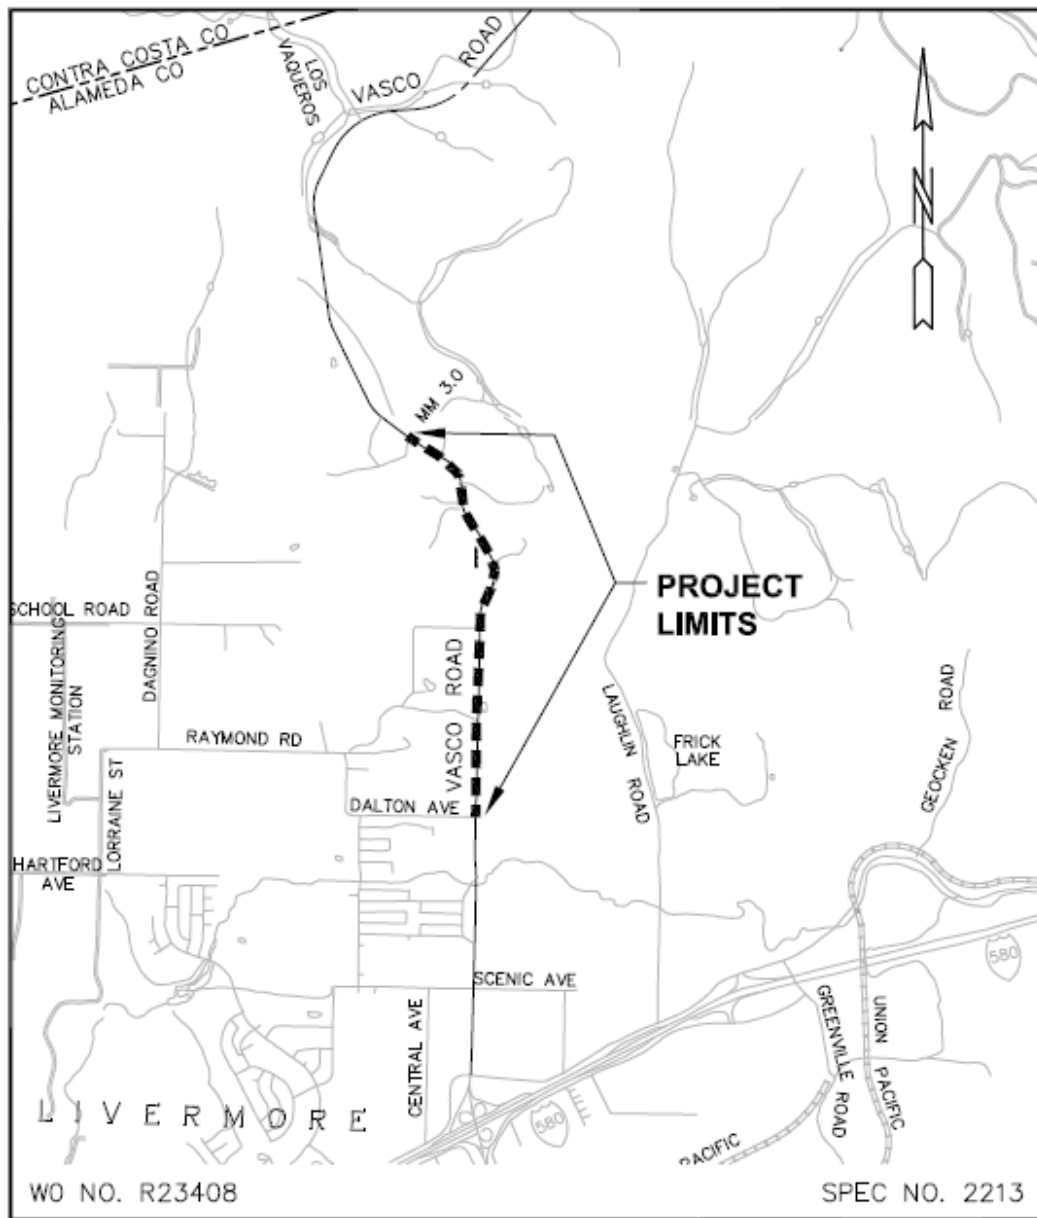 CONTRA COSTA CO
ALAMEDA CO
LOS
VAQUEROS
VASCO ROAD
N
MM 3.0
PROJECT
LIMITS
SCHOOL ROAD
LIVERMORE MONITORING
STATION
DAGNINO ROAD
VASCO ROAD
RAYMOND RD
LORRAINE ST
DALTON AVE
LAUGHLIN ROAD
FRICK
LAKE
GEOCKEN ROAD
HARTFORD
AVE
SCENIC AVE
CENTRAL AVE
580
GREENVILLE
ROAD
UNION
PACIFIC
580
PACIFIC
LIVERMORE
WO NO. R23408
SPEC NO. 2213